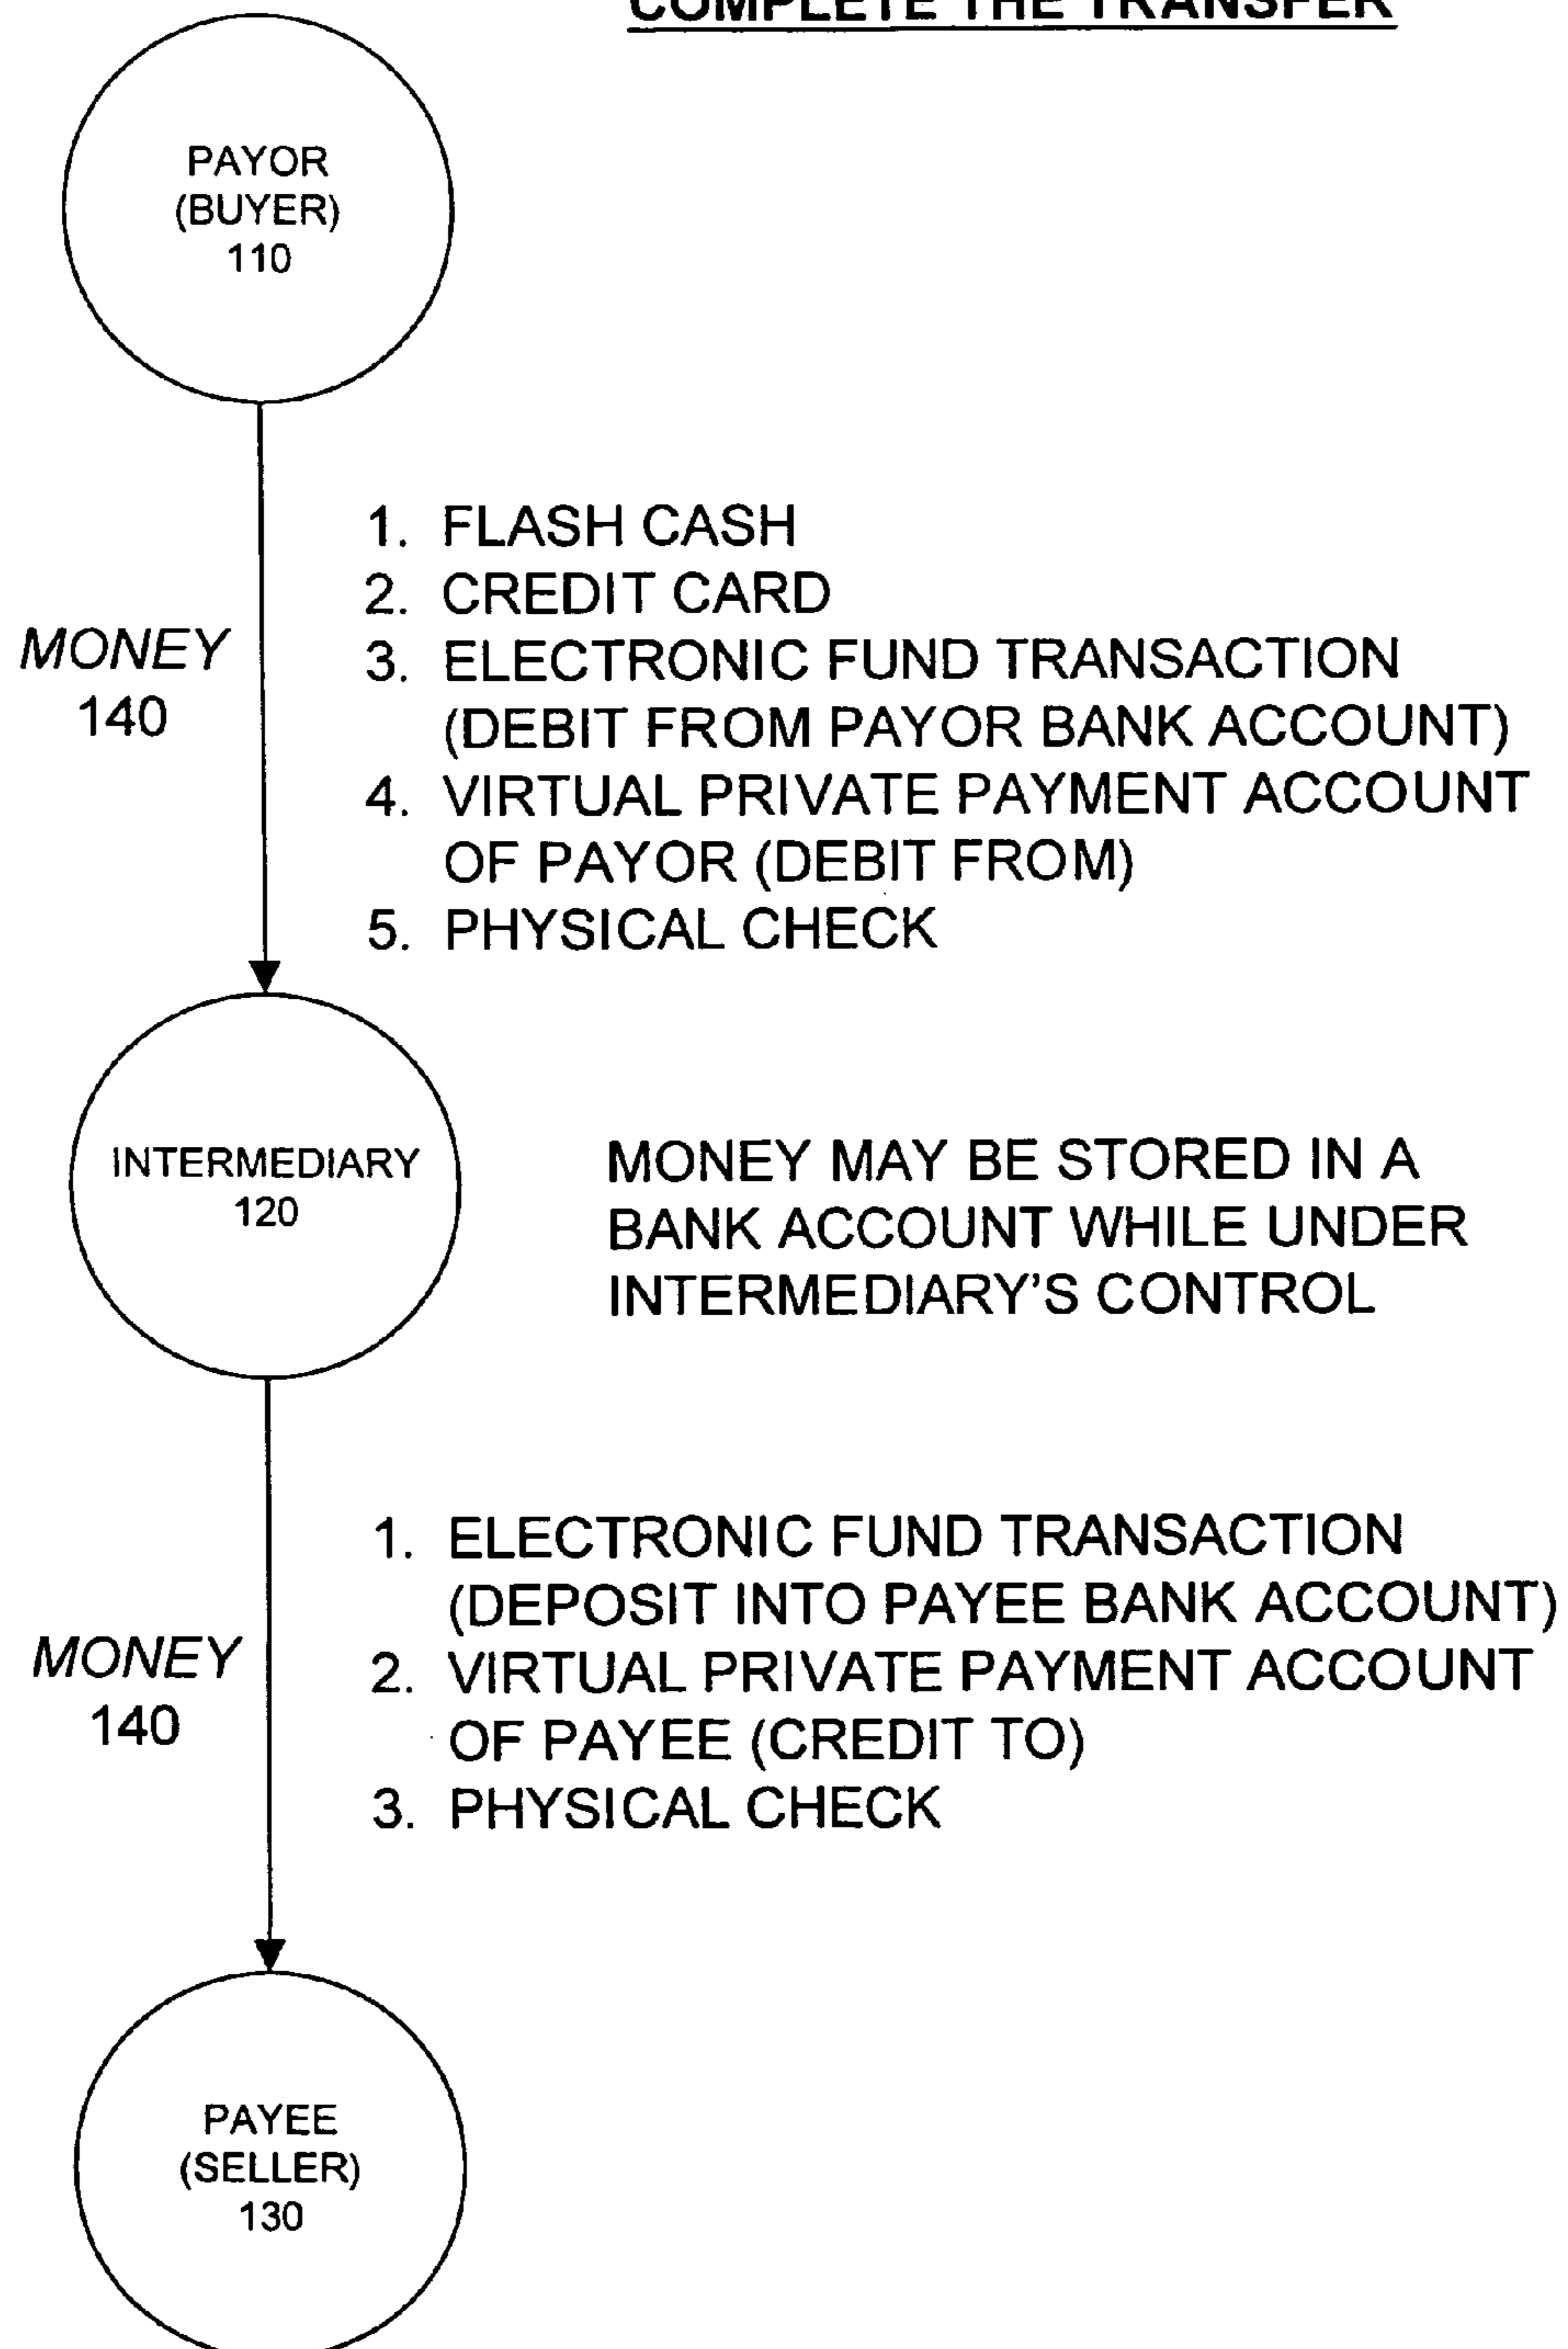 COMPLETE THE TRANSFER
PAYOR
(BUYER)
110
MONEY
140
1. FLASH CASH
2. CREDIT CARD
3. ELECTRONIC FUND TRANSACTION
(DEBIT FROM PAYOR BANK ACCOUNT)
4. VIRTUAL PRIVATE PAYMENT ACCOUNT
OF PAYOR (DEBIT FROM)
5. PHYSICAL CHECK
INTERMEDIARY
120
MONEY MAY BE STORED IN A
BANK ACCOUNT WHILE UNDER
INTERMEDIARY'S CONTROL
MONEY
140
1. ELECTRONIC FUND TRANSACTION
(DEPOSIT INTO PAYEE BANK ACCOUNT)
2. VIRTUAL PRIVATE PAYMENT ACCOUNT
OF PAYEE (CREDIT TO)
3. PHYSICAL CHECK
PAYEE
(SELLER)
130